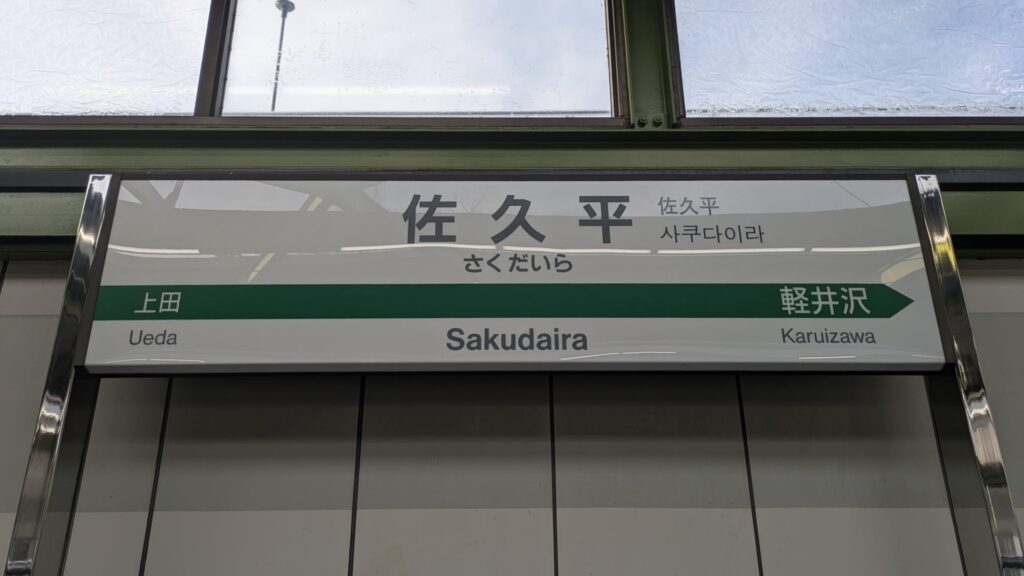 佐久平
佐久平
사쿠다이라
さくだいら
上田
軽井沢
Ueda
Sakudaira
Karuizawa